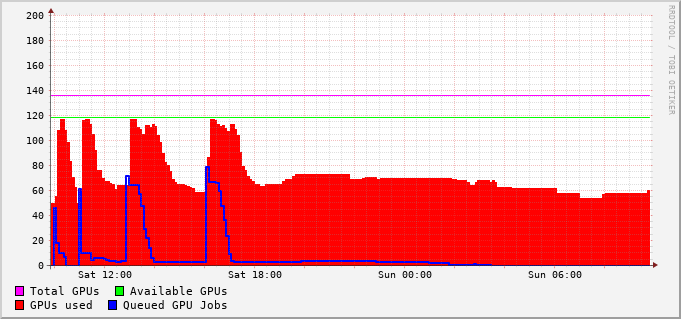 200
180
160
140
120
100
80
60
40
20
0
Sat 12:00 Sat 18:00 Sun 00:00 Sun 06:00
Total GPUs Available GPUs
GPUs used Queued GPU Jobs
RRDTOOL / TOBI OETIKER